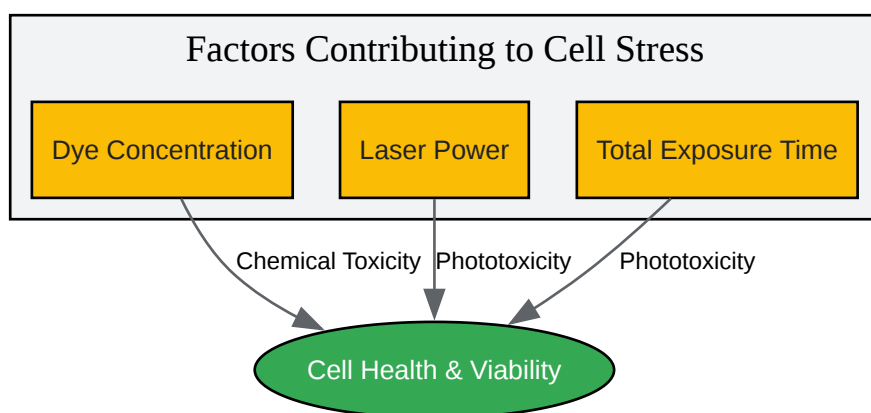 Factors Contributing to Cell Stress
Dye Concentration
Laser Power
Total Exposure Time
Chemical Toxicity
Phototoxicity
Phototoxicity
Cell Health & Viability